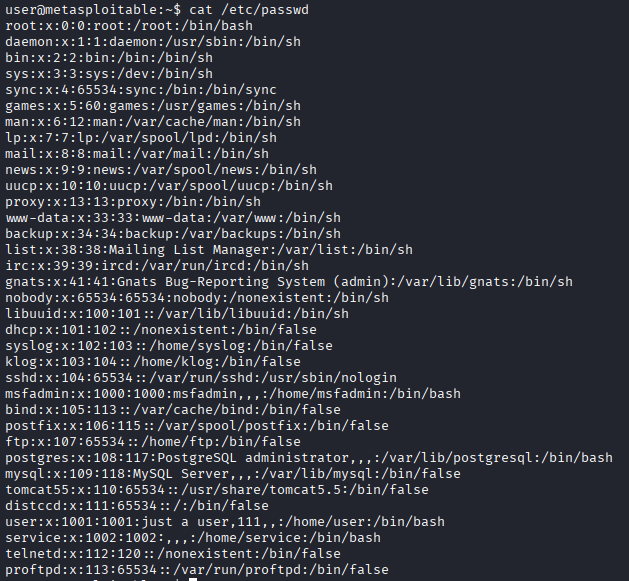 user@metasploitable:~$ cat /etc/passwd
root:x:0:0:root:/root:/bin/bash
daemon:x:1:1:daemon:/usr/sbin:/bin/sh
bin:x:2:2:bin:/bin:/bin/sh
sys:x:3:3:sys:/dev:/bin/sh
sync:x:4:65534:sync:/bin:/bin/sync
games:x:5:60:games:/usr/games:/bin/sh
man:x:6:12:man:/var/cache/man:/bin/sh
lp:x:7:7:lp:/var/spool/lpd:/bin/sh
mail:x:8:8:mail:/var/mail:/bin/sh
news:x:9:9:news:/var/spool/news:/bin/sh
uucp:x:10:10:uucp:/var/spool/uucp:/bin/sh
proxy:x:13:13:proxy:/bin:/bin/sh
www-data:x:33:33:www-data:/var/www:/bin/sh
backup:x:34:34:backup:/var/backups:/bin/sh
list:x:38:38:Mailing List Manager:/var/list:/bin/sh
irc:x:39:39:ircd:/var/run/ircd:/bin/sh
gnats:x:41:41:Gnats Bug-Reporting System (admin):/var/lib/gnats:/bin/sh
nobody:x:65534:65534:nobody:/nonexistent:/bin/sh
libuuid:x:100:101::/var/lib/libuuid:/bin/sh
dhcp:x:101:102::/nonexistent:/bin/false
syslog:x:102:103::/home/syslog:/bin/false
klog:x:103:104::/home/klog:/bin/false
sshd:x:104:65534::/var/run/sshd:/usr/sbin/nologin
msfadmin:x:1000:1000:msfadmin,,,:/home/msfadmin:/bin/bash
bind:x:105:113::/var/cache/bind:/bin/false
postfix:x:106:115::/var/spool/postfix:/bin/false
ftp:x:107:65534::/home/ftp:/bin/false
postgres:x:108:117:PostgreSQL administrator,,,:/var/lib/postgresql:/bin/bash
mysql:x:109:118:MySQL Server,,,:/var/lib/mysql:/bin/false
tomcat55:x:110:65534::/usr/share/tomcat5.5:/bin/false
distccd:x:111:65534::/:/bin/false
user:x:1001:1001:just a user,111,,:/home/user:/bin/bash
service:x:1002:1002:,,,:/home/service:/bin/bash
telnetd:x:112:120::/nonexistent:/bin/false
proftpd:x:113:65534::/var/run/proftpd:/bin/false